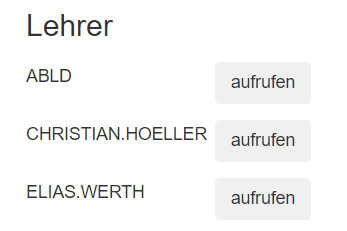 Lehrer
ABLD aufrufen
CHRISTIAN.HOELLER aufrufen
ELIAS.WERTH aufrufen